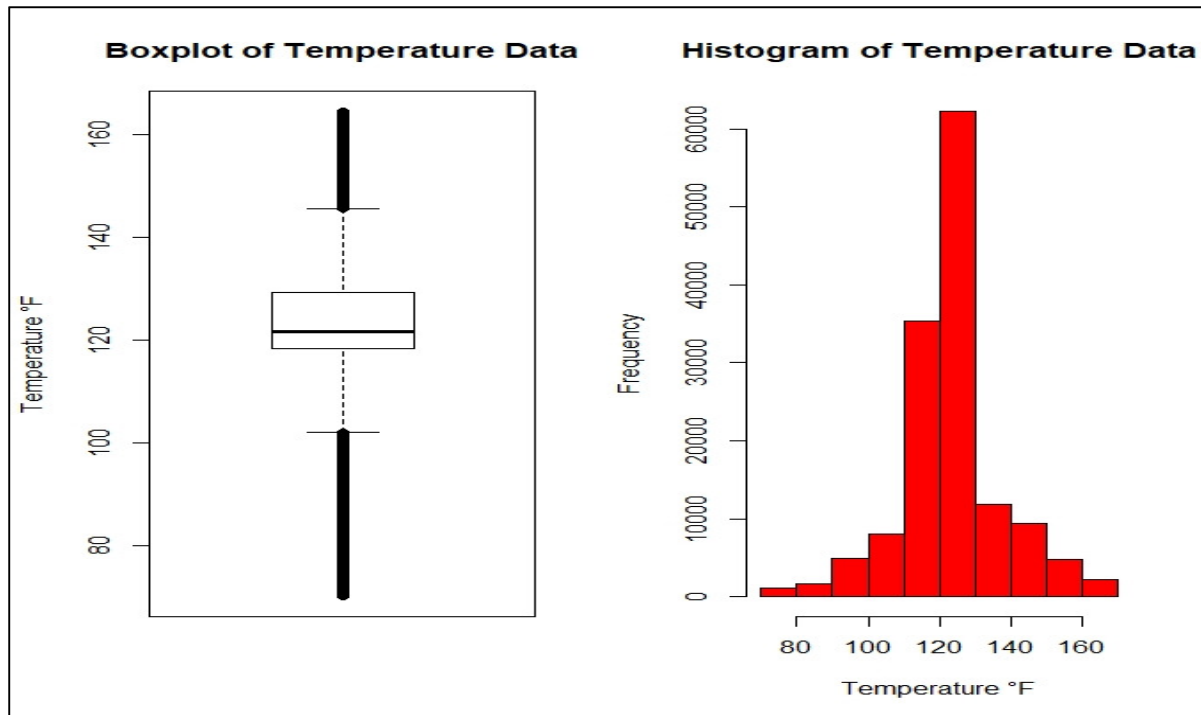 Boxplot of Temperature Data
Temperature °F
160
140
120
100
80
Histogram of Temperature Data
Frequency
60000
50000
40000
30000
20000
10000
0
80 100 120 140 160
Temperature °F